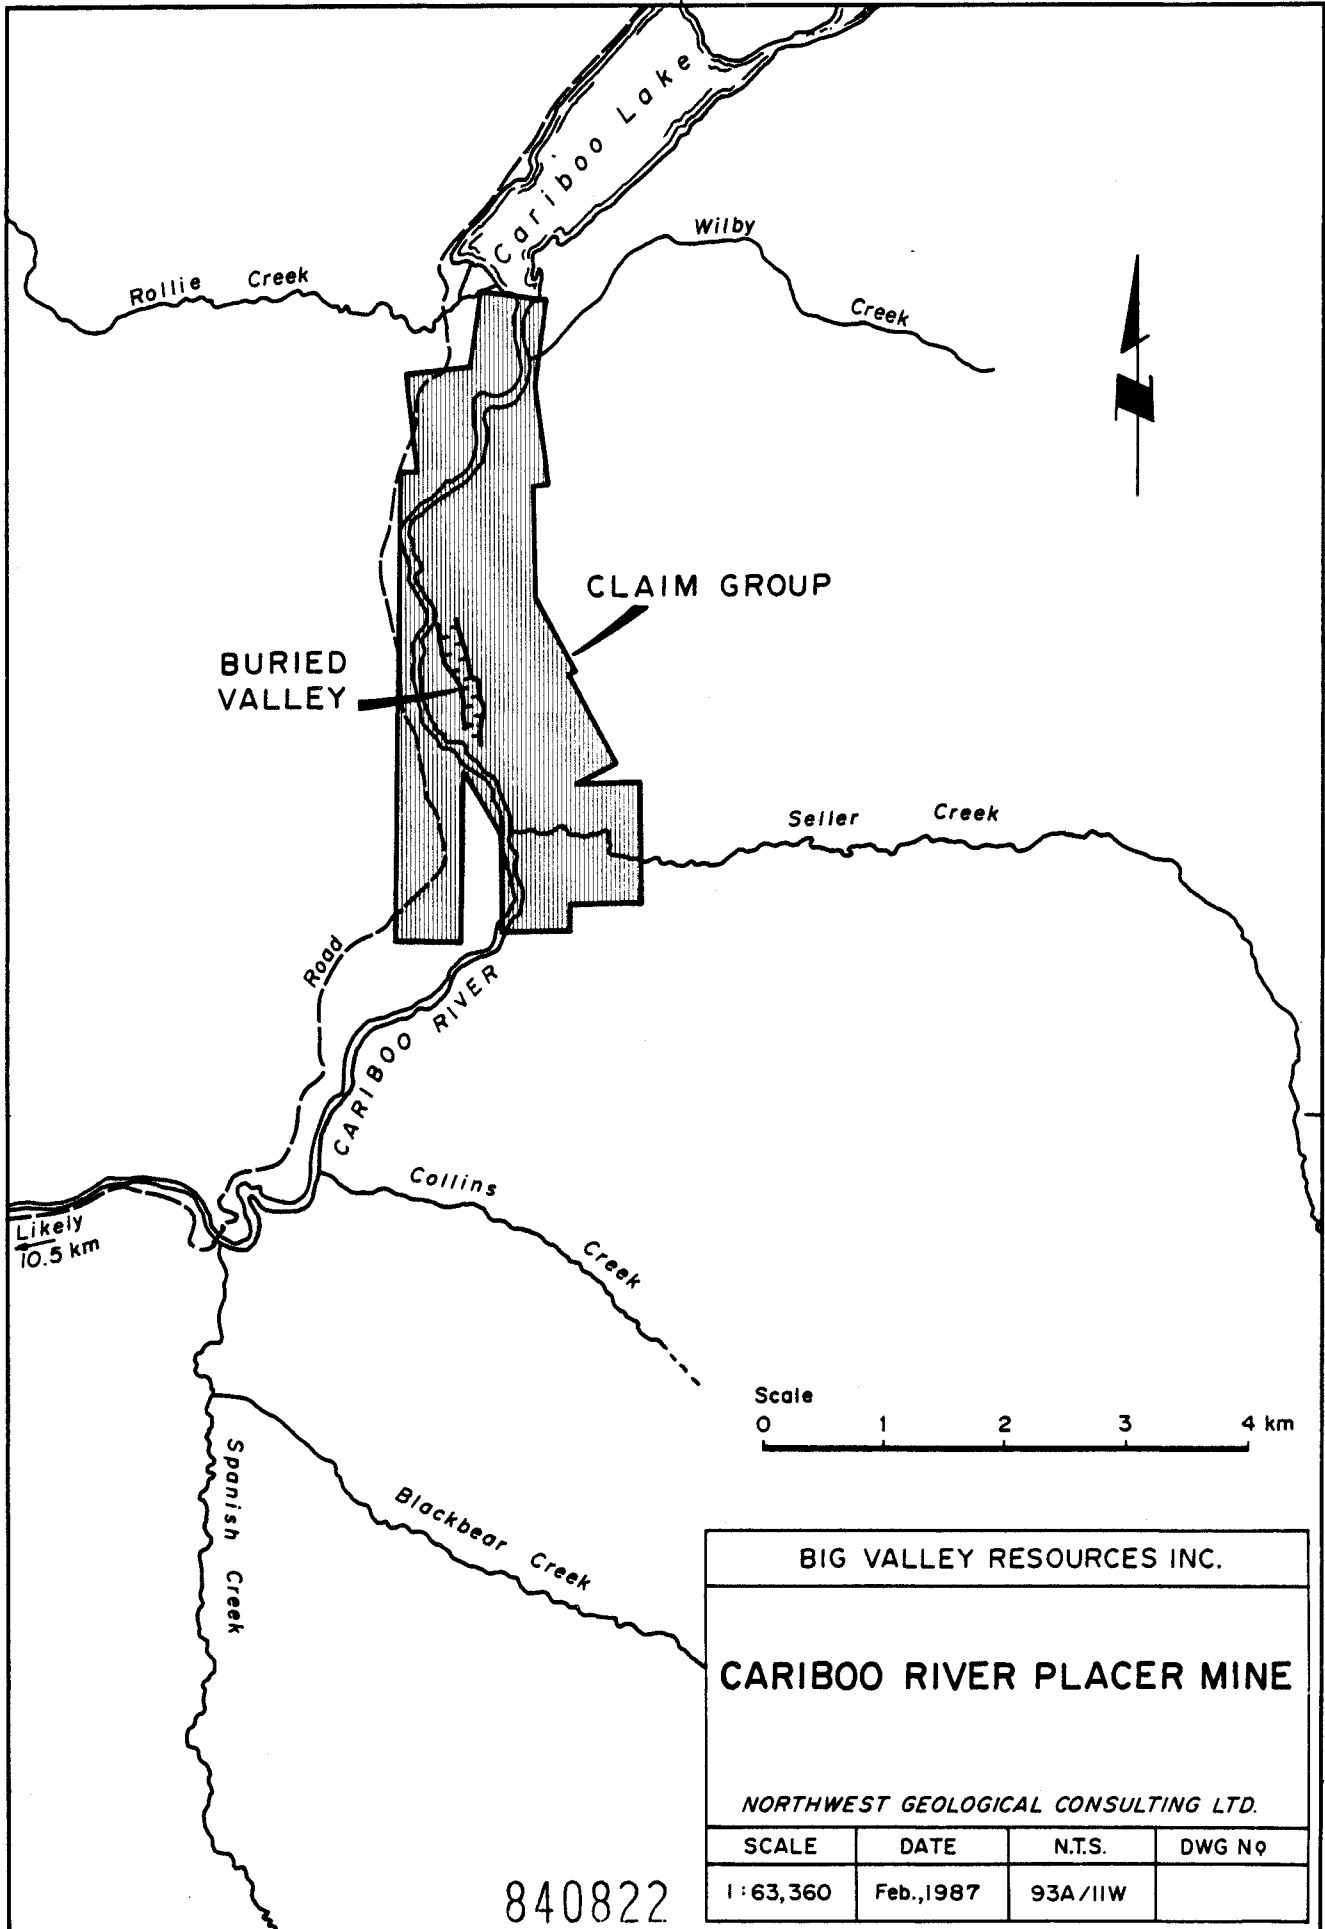 Cariboo Lake
Wilby
Creek
Rollie Creek
CLAIM GROUP
BURIED
VALLEY
Seller Creek
Road
CARIBOO RIVER
Collins
Creek
Likely
10.5 km
Scale
0 1 2 3 4 km
Spanish Creek
Blackbear Creek
BIG VALLEY RESOURCES INC.
CARIBOO RIVER PLACER MINE
NORTHWEST GEOLOGICAL CONSULTING LTD.
SCALE DATE N.T.S. DWG Nº
1:63,360 Feb.,1987 93A/11W
840822